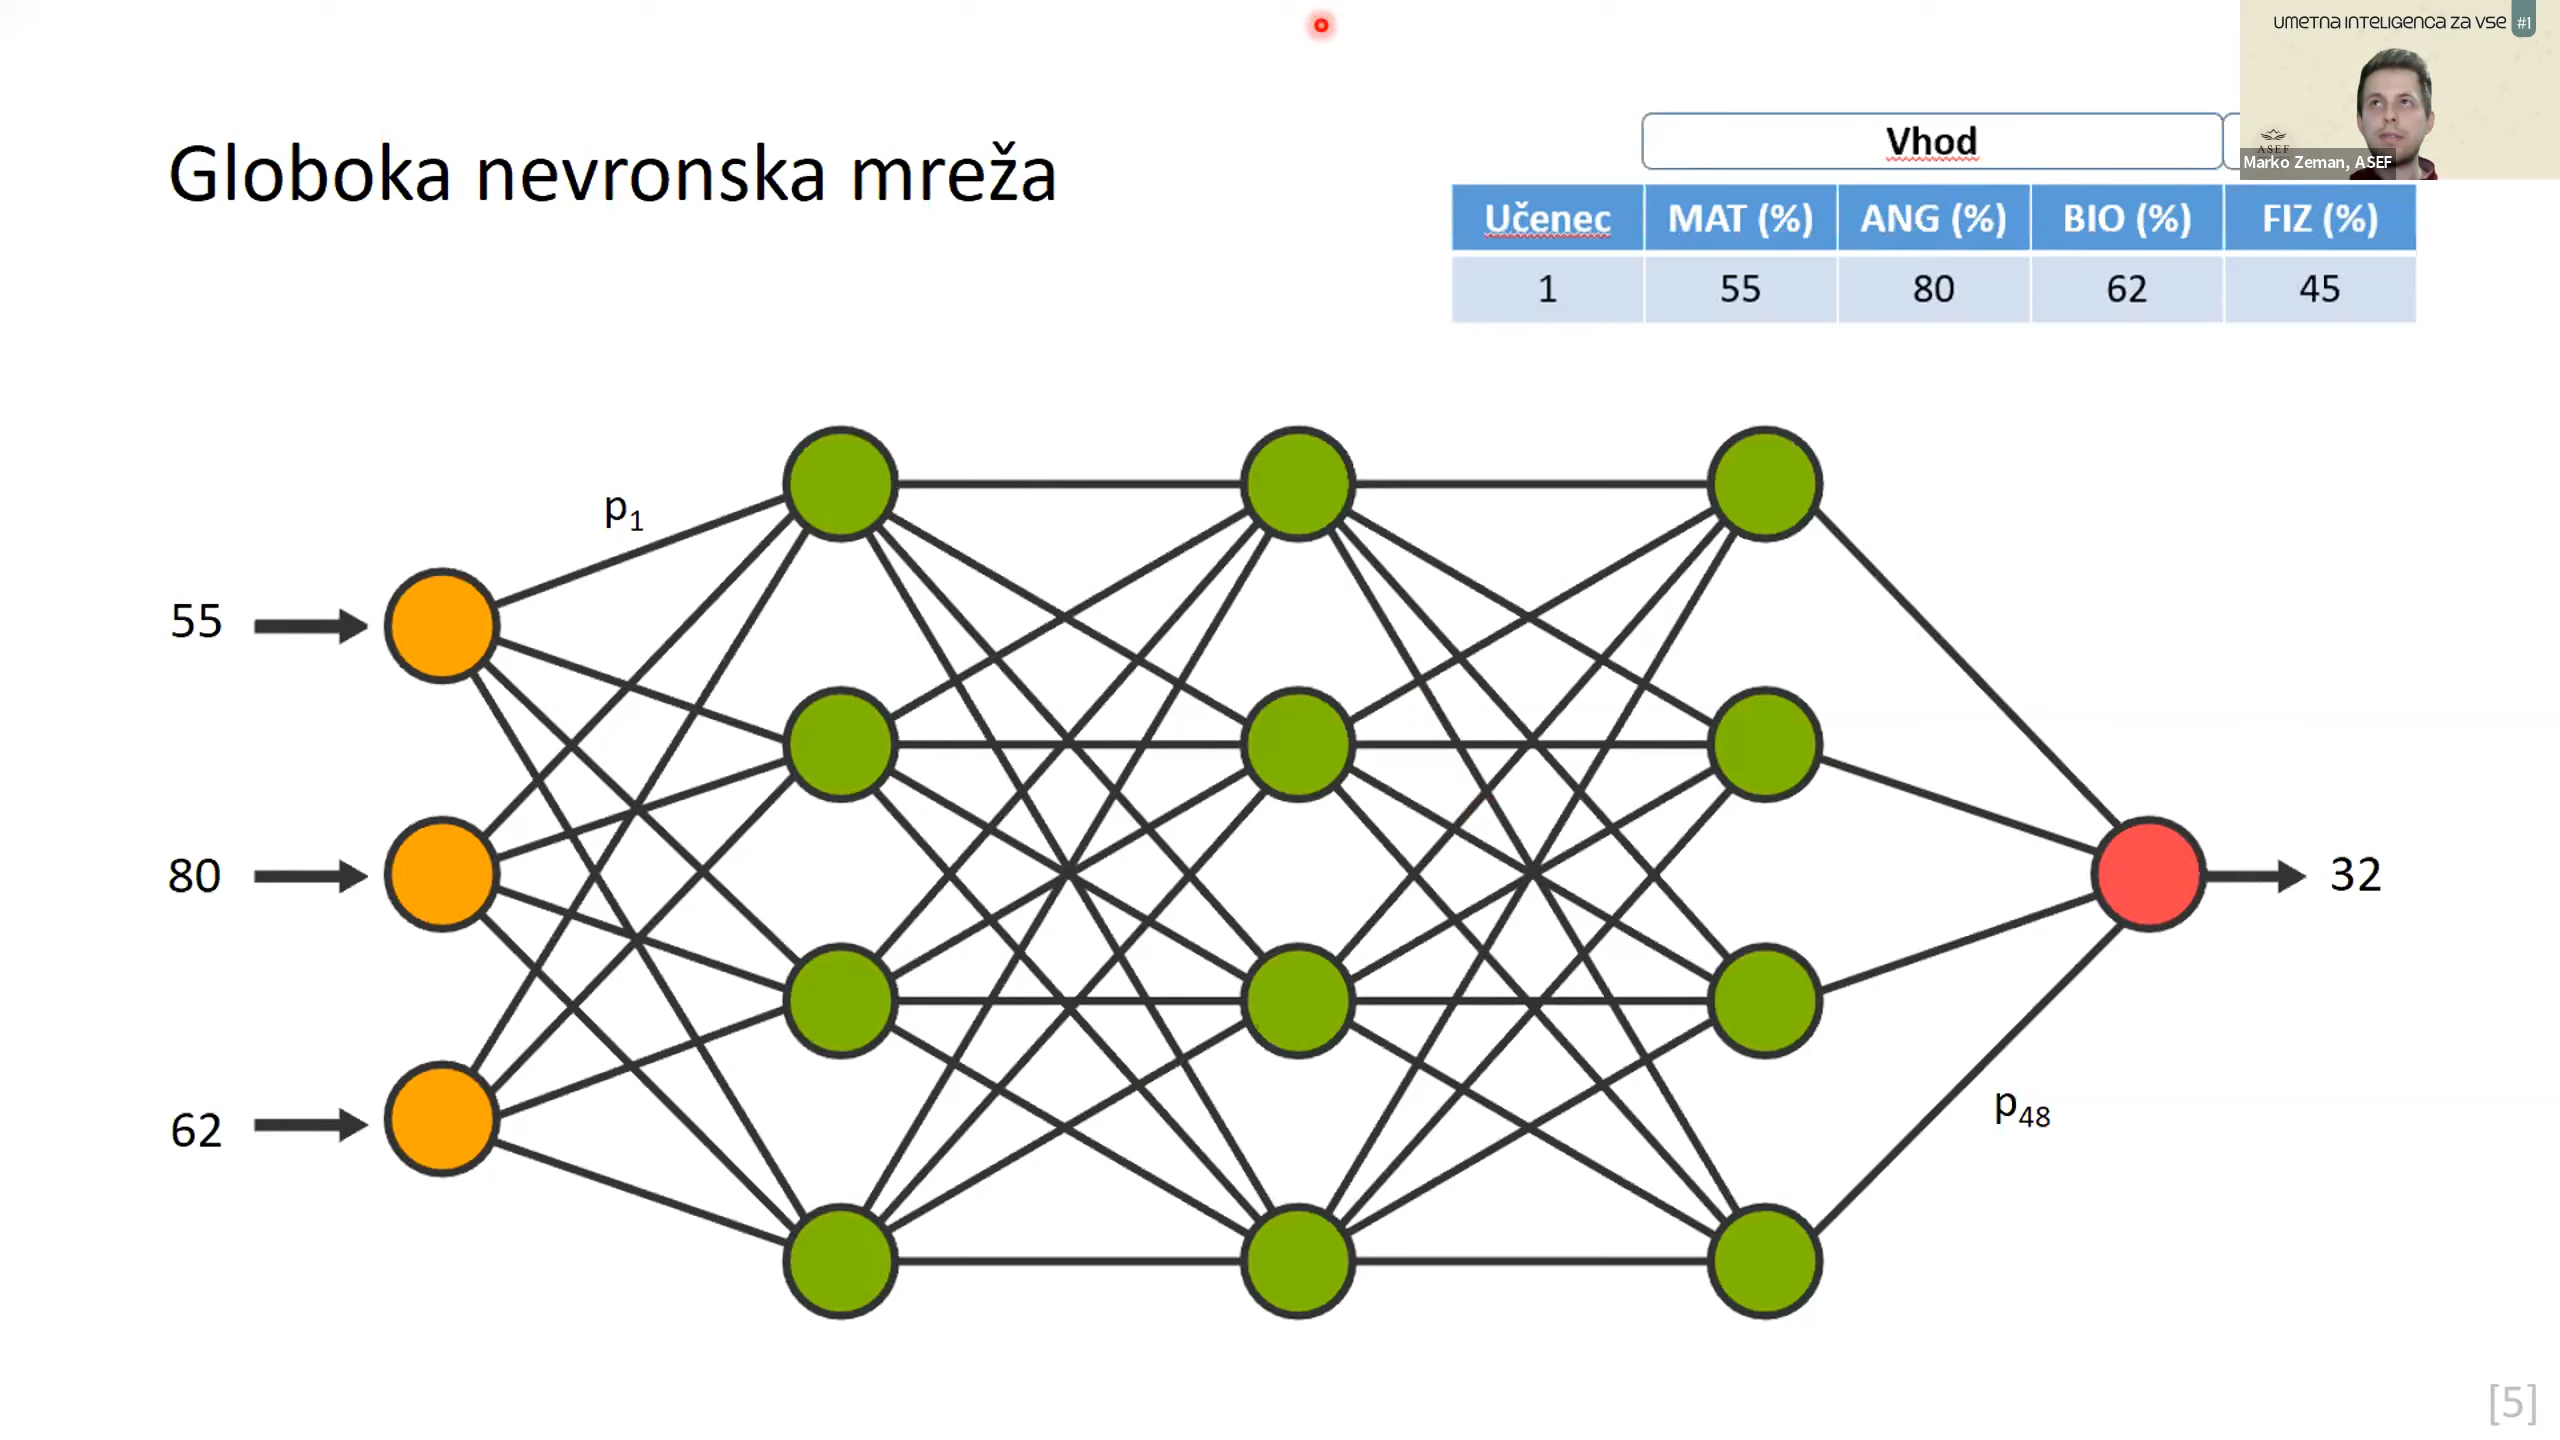 UMETNA INTELIGENCA ZA VSE #1
ASEF
Marko Zeman, ASEF
Globoka nevronska mreža
Vhod
Učenec MAT (%) ANG (%) BIO (%) FIZ (%)
1 55 80 62 45
p1
55
80
32
62
p48
[5]